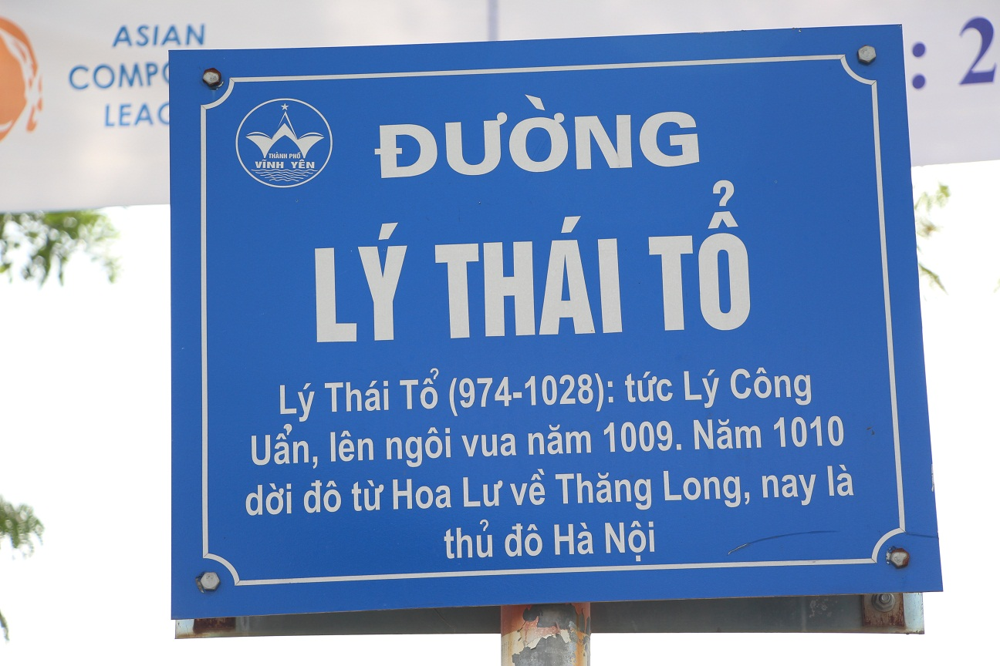 ASIAN
: 2
THÀNH PHỐ
VĨNH YÊN
ĐƯỜNG
LÝ THÁI TỔ
Lý Thái Tổ (974-1028): tức Lý Công
Uẩn, lên ngôi vua năm 1009. Năm 1010
dời đô từ Hoa Lư về Thăng Long, nay là
thủ đô Hà Nội